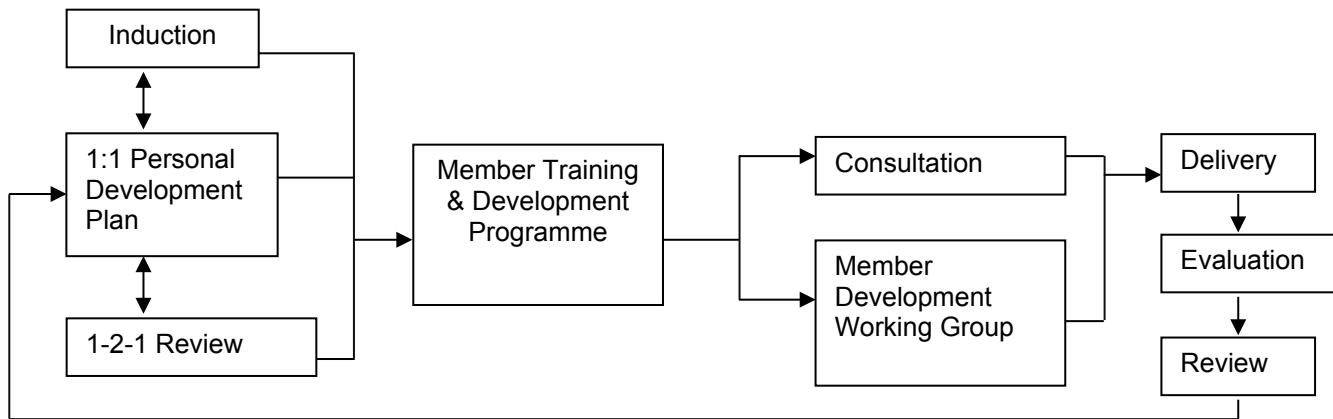 Induction
1:1 Personal
Development
Plan
1-2-1 Review
Member Training
& Development
Programme
Consultation
Member
Development
Working Group
Delivery
Evaluation
Review